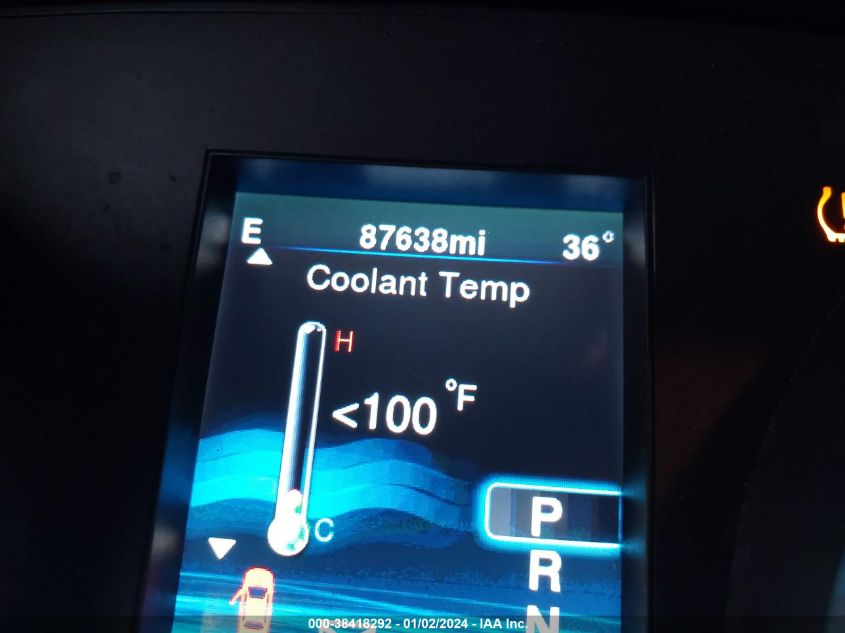 E 87638mi 36°
Coolant Temp
H
<100 °F
C
P
R
N
000-38418292 - 01/02/2024 - IAA Inc.